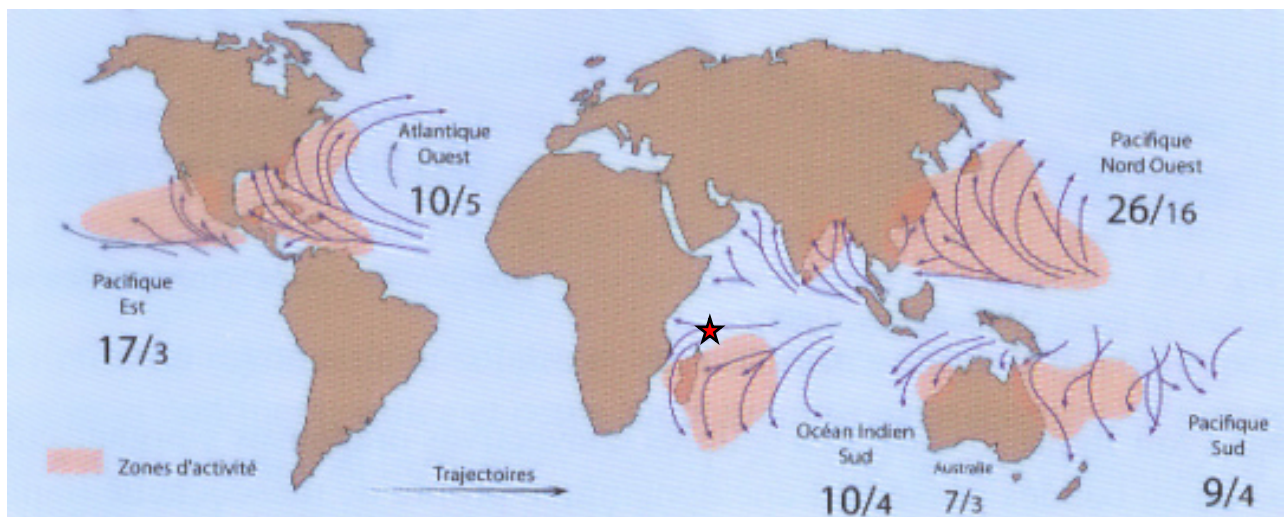 Atlantique
Ouest
10/5
Pacifique
Nord Ouest
26/16
Pacifique
Est
17/3
Océan Indien
Sud
10/4
Australie
7/3
Pacifique
Sud
9/4
Zones d'activité
Trajectoires